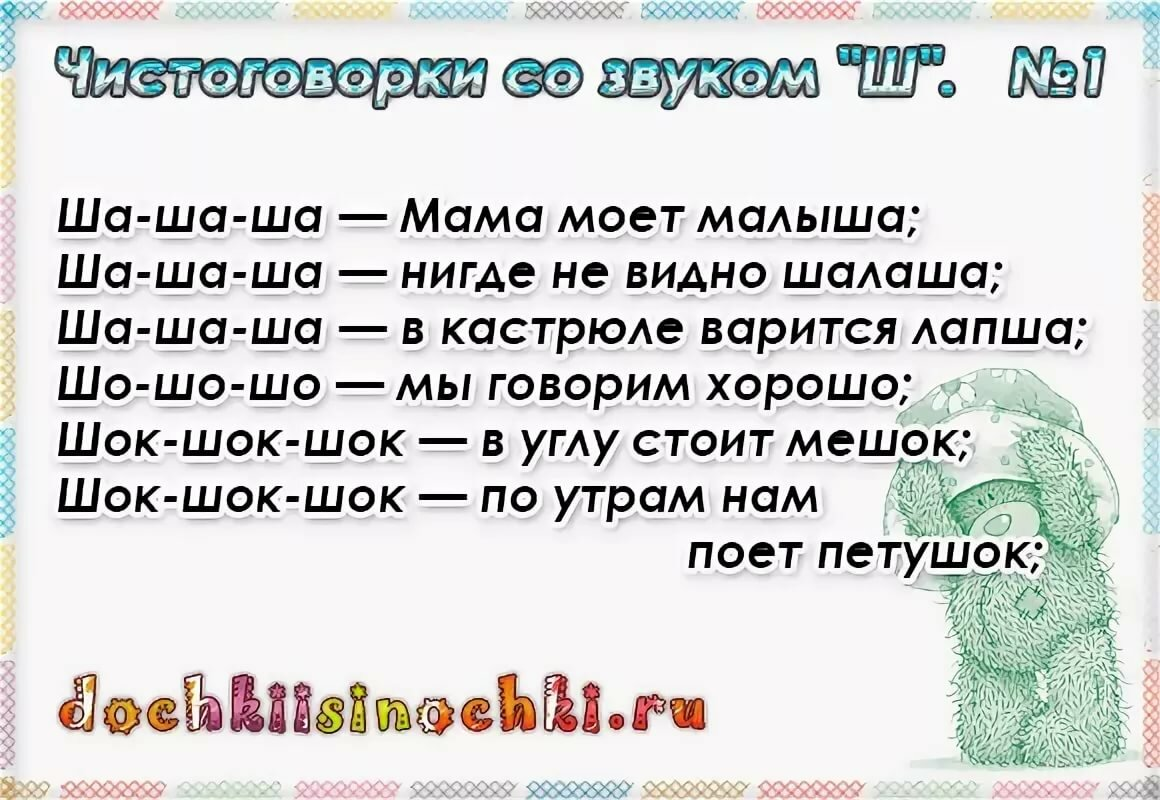 Чистоговорки со звуком "Ш". №1
Ша-ша-ша — Мама моет малыша;
Ша-ша-ша — нигде не видно шалаша;
Ша-ша-ша — в кастрюле варится лапша;
Шо-шо-шо — мы говорим хорошо;
Шок-шок-шок — в углу стоит мешок;
Шок-шок-шок — по утрам нам
поет петушок;
dochkiisinochki.ru